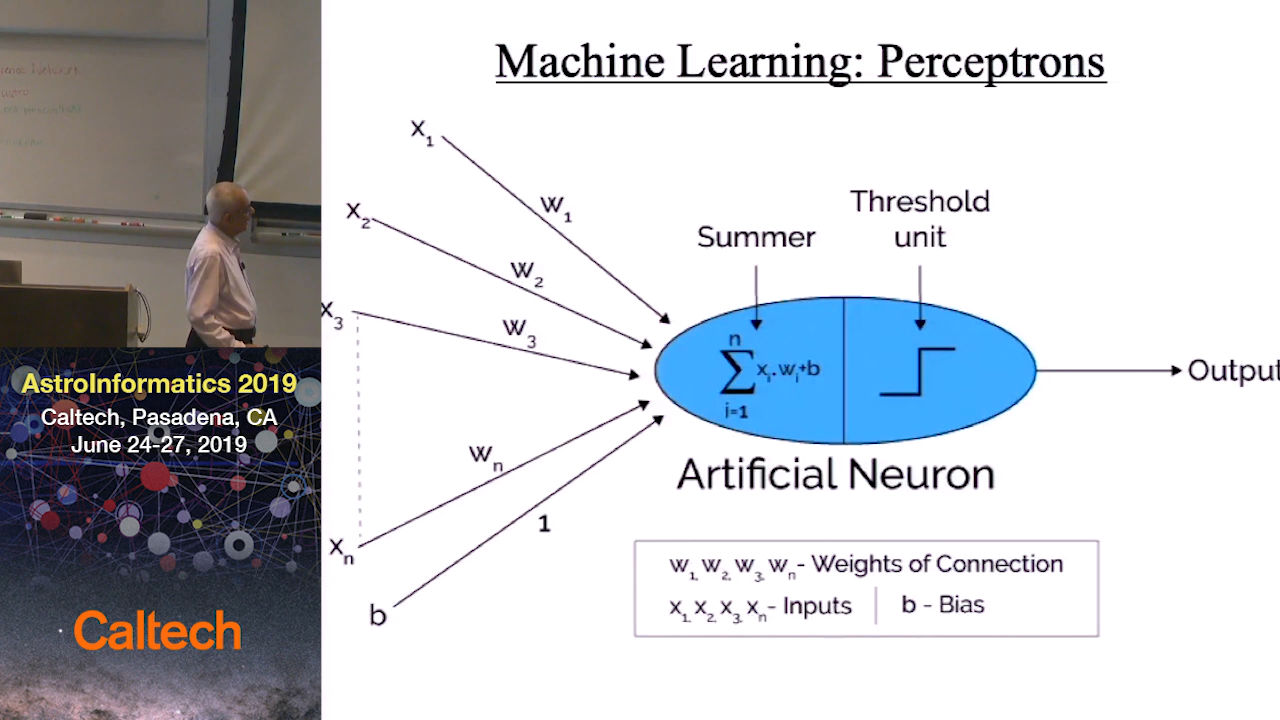 Machine Learning: Perceptrons
x1
w1
x2
w2
x3
w3
wn
xn
1
b
Summer
Threshold
unit
n
∑ xi.wi+b
i=1
Output
Artificial Neuron
w1, w2, w3, wn- Weights of Connection
x1, x2, x3, xn- Inputs | b - Bias
AstroInformatics 2019
Caltech, Pasadena, CA
June 24-27, 2019
Caltech